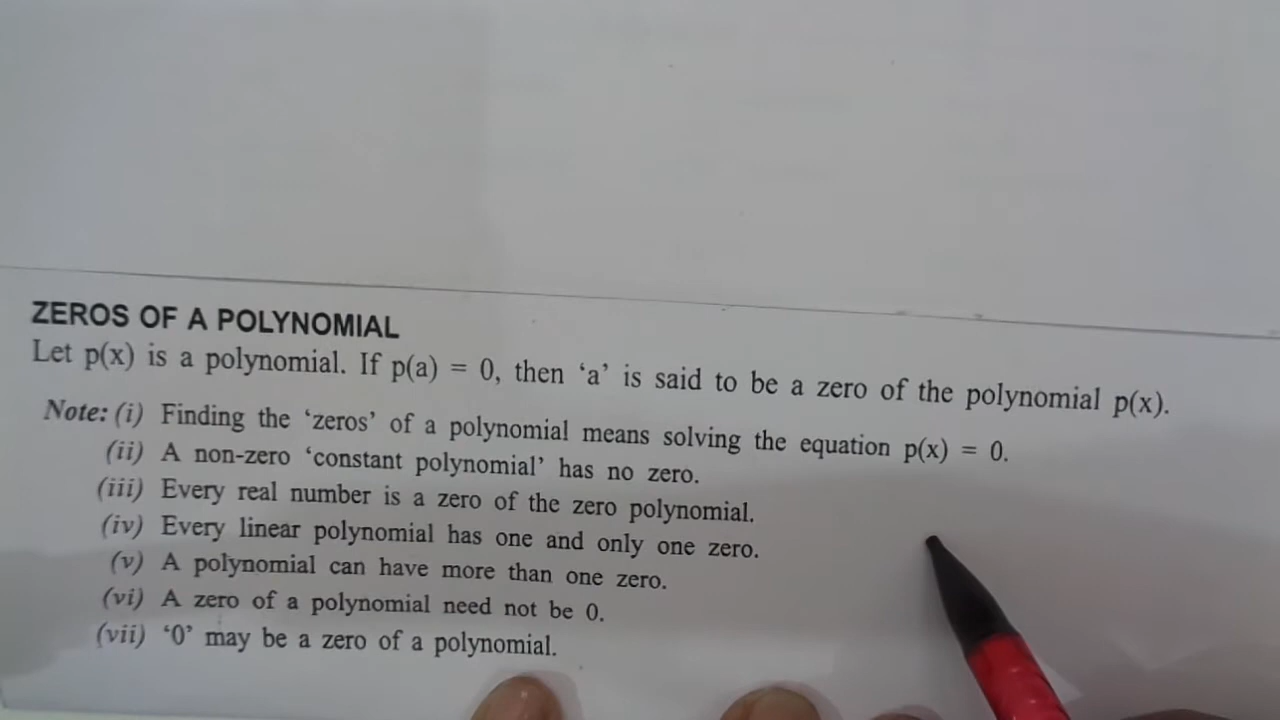 ZEROS OF A POLYNOMIAL
Let p(x) is a polynomial. If p(a) = 0, then ‘a’ is said to be a zero of the polynomial p(x).
Note: (i) Finding the ‘zeros’ of a polynomial means solving the equation p(x) = 0.
(ii) A non-zero ‘constant polynomial’ has no zero.
(iii) Every real number is a zero of the zero polynomial.
(iv) Every linear polynomial has one and only one zero.
(v) A polynomial can have more than one zero.
(vi) A zero of a polynomial need not be 0.
(vii) ‘0’ may be a zero of a polynomial.